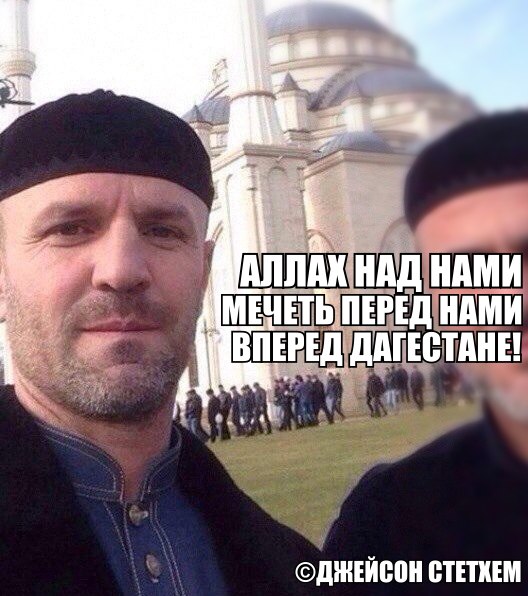 АЛЛАХ НАД НАМИ
МЕЧЕТЬ ПЕРЕД НАМИ
ВПЕРЕД ДАГЕСТАНЕ!
©ДЖЕЙСОН СТЕТХЕМ